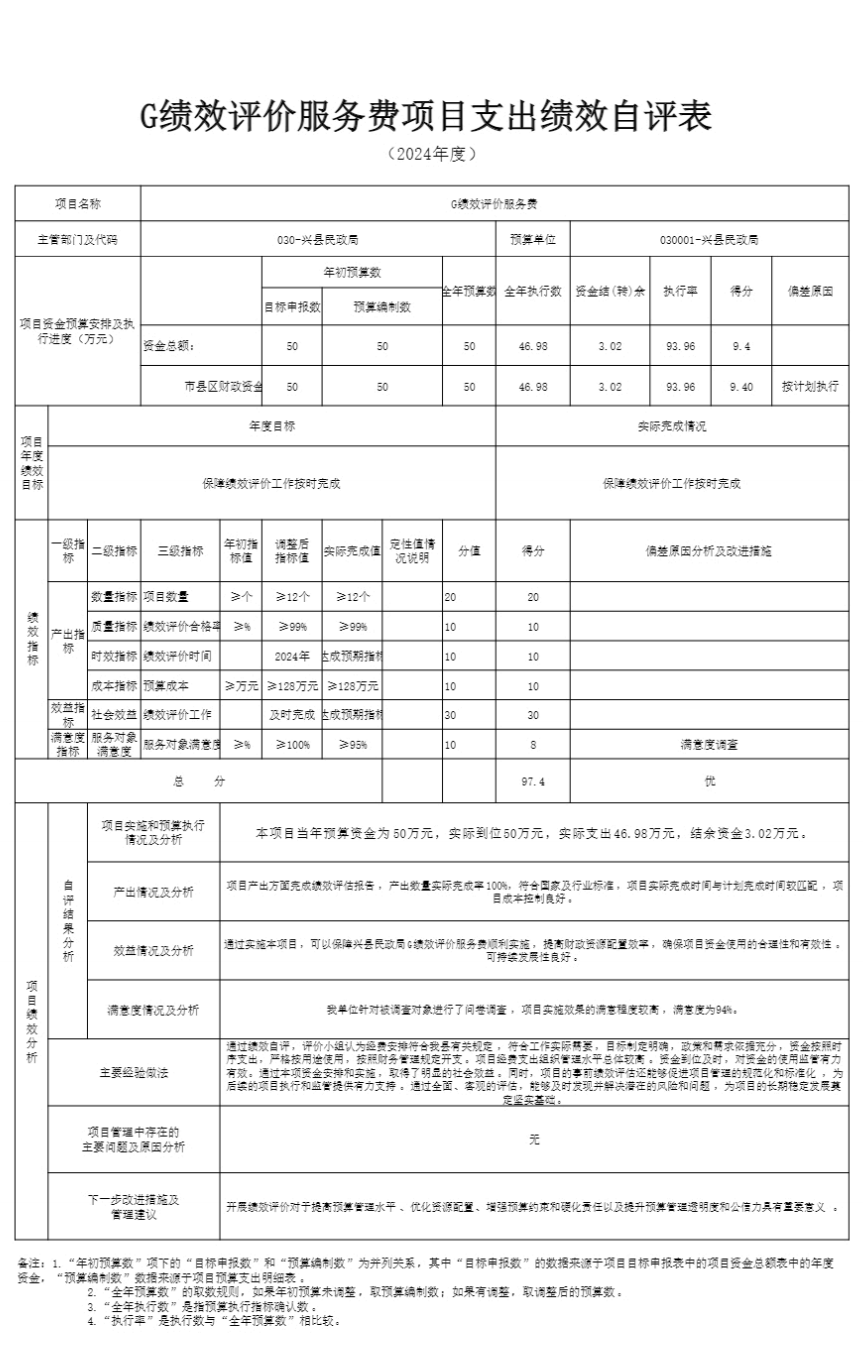 G绩效评价服务费项目支出绩效自评表
（2024年度）
项目名称
G绩效评价服务费
主管部门及代码
030-兴县民政局
预算单位
030001-兴县民政局
项目资金预算安排及执
行进度（万元）
年初预算数
目标申报数
预算编制数
全年预算数
全年执行数
资金结(转)余
执行率
得分
偏差原因
资金总额：
50
50
50
46.98
3.02
93.96
9.4
市县区财政资金
50
50
50
46.98
3.02
93.96
9.40
按计划执行
项目
年度
绩效
目标
年度目标
实际完成情况
保障绩效评价工作按时完成
保障绩效评价工作按时完成
绩
效
指
标
一级指
标
二级指标
三级指标
年初指
标值
调整后
指标值
实际完成值
定性值情
况说明
分值
得分
偏差原因分析及改进措施
产出指
标
数量指标
项目数量
≥个
≥12个
≥12个
20
20
质量指标
绩效评价合格率
≥%
≥99%
≥99%
10
10
时效指标
绩效评价时间
2024年
达成预期指标
10
10
成本指标
预算成本
≥万元
≥128万元
≥128万元
10
10
效益指
标
社会效益
绩效评价工作
及时完成
达成预期指标
30
30
满意度
指标
服务对象
满意度
服务对象满意度
≥%
≥100%
≥95%
10
8
满意度调查
总 分
97.4
优
项
目
绩
效
分
析
自
评
结
果
分
析
项目实施和预算执行
情况及分析
本项目当年预算资金为50万元，实际到位50万元，实际支出46.98万元，结余资金3.02万元。
产出情况及分析
项目产出方面完成绩效评估报告，产出数量实际完成率100%，符合国家及行业标准，项目实际完成时间与计划完成时间较匹配，项
目成本控制良好。
效益情况及分析
通过实施本项目，可以保障兴县民政局G绩效评价服务费顺利实施，提高财政资源配置效率，确保项目资金使用的合理性和有效性。
可持续发展性良好。
满意度情况及分析
我单位针对被调查对象进行了问卷调查，项目实施效果的满意程度较高，满意度为94%。
主要经验做法
通过绩效自评，评价小组认为经费安排符合我县有关规定，符合工作实际需要，目标制定明确，政策和需求依据充分，资金按照时
序支出，严格按用途使用，按照财务管理规定开支。项目经费支出组织管理水平总体较高。资金到位及时，对资金的使用监管有力
有效。通过本项资金安排和实施，取得了明显的社会效益。同时，项目的事前绩效评估还能够促进项目管理的规范化和标准化，为
后续的项目执行和监管提供有力支持。通过全面、客观的评估，能够及时发现并解决潜在的风险和问题，为项目的长期稳定发展奠
定坚实基础。
项目管理中存在的
主要问题及原因分析
无
下一步改进措施及
管理建议
开展绩效评价对于提高预算管理水平、优化资源配置、增强预算约束和硬化责任以及提升预算管理透明度和公信力具有重要意义。
备注：1.“年初预算数”项下的“目标申报数”和“预算编制数”为并列关系，其中“目标申报数”的数据来源于项目目标申报表中的项目资金总额表中的年度
资金，“预算编制数”数据来源于项目预算支出明细表。
2.“全年预算数”的取数规则，如果年初预算未调整，取预算编制数；如果有调整，取调整后的预算数。
3.“全年执行数”是指预算执行指标确认数。
4.“执行率”是执行数与“全年预算数”相比较。